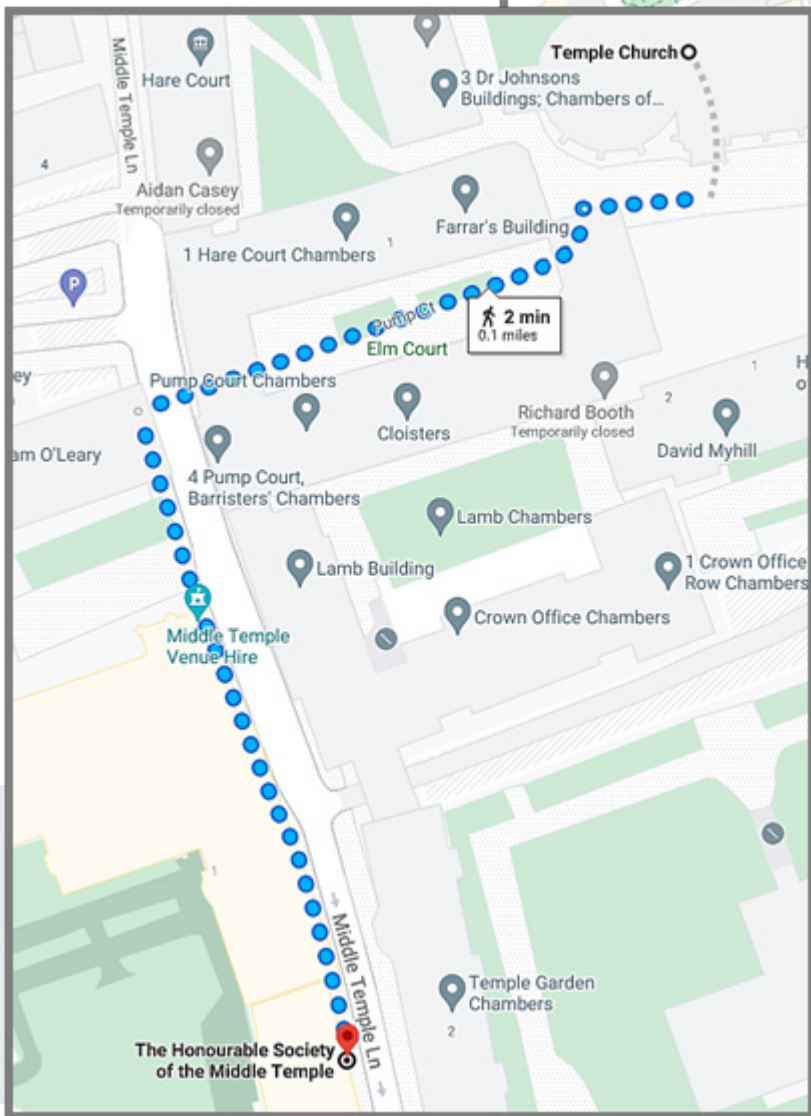 Temple Church
Middle Temple Ln
Hare Court
3 Dr Johnsons
Buildings; Chambers of...
4
Aidan Casey
Temporarily closed
Farrar's Building
1 Hare Court Chambers
1
P
Pump Ct
2 min
0.1 miles
Elm Court
Pump Court Chambers
Richard Booth
Temporarily closed
2
1
H
o
ey
Cloisters
David Myhill
am O'Leary
4 Pump Court,
Barristers' Chambers
Lamb Chambers
Lamb Building
1 Crown Office
Row Chambers
Crown Office Chambers
Middle Temple
Venue Hire
1
Middle Temple Ln
Temple Garden
Chambers
2
The Honourable Society
of the Middle Temple